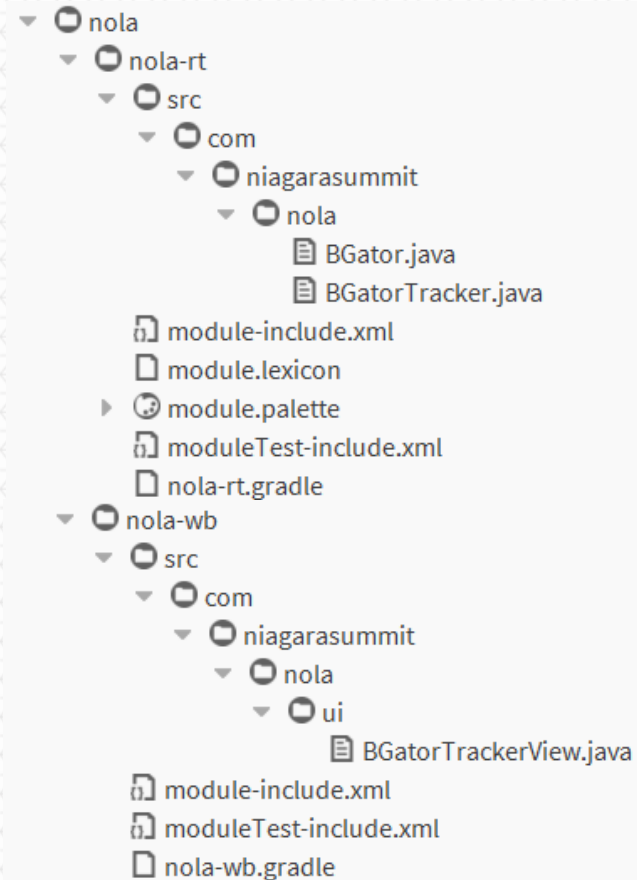 nola
nola-rt
src
com
niagarasummit
nola
BGator.java
BGatorTracker.java
module-include.xml
module.lexicon
module.palette
moduleTest-include.xml
nola-rt.gradle
nola-wb
src
com
niagarasummit
nola
ui
BGatorTrackerView.java
module-include.xml
moduleTest-include.xml
nola-wb.gradle